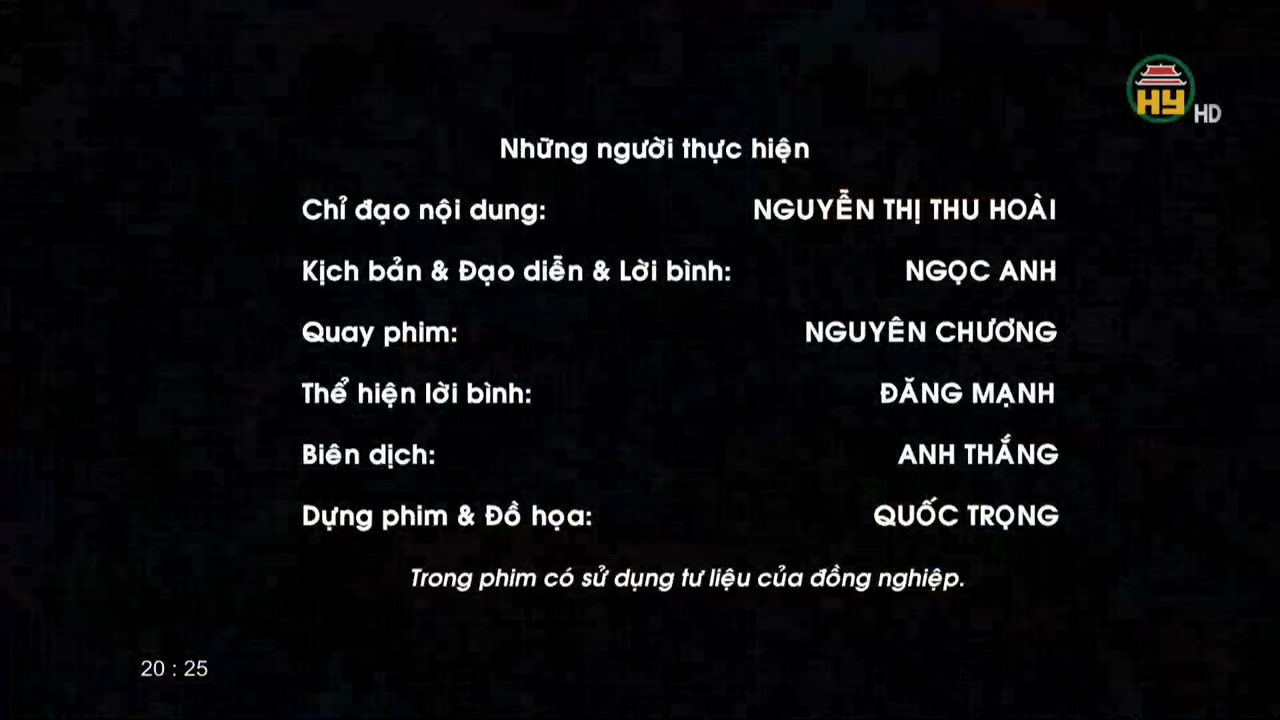 HY HD
Những người thực hiện
Chỉ đạo nội dung: NGUYỄN THỊ THU HOÀI
Kịch bản & Đạo diễn & Lời bình: NGỌC ANH
Quay phim: NGUYÊN CHƯƠNG
Thể hiện lời bình: ĐĂNG MẠNH
Biên dịch: ANH THẮNG
Dựng phim & Đồ họa: QUỐC TRỌNG
Trong phim có sử dụng tư liệu của đồng nghiệp.
20 : 25